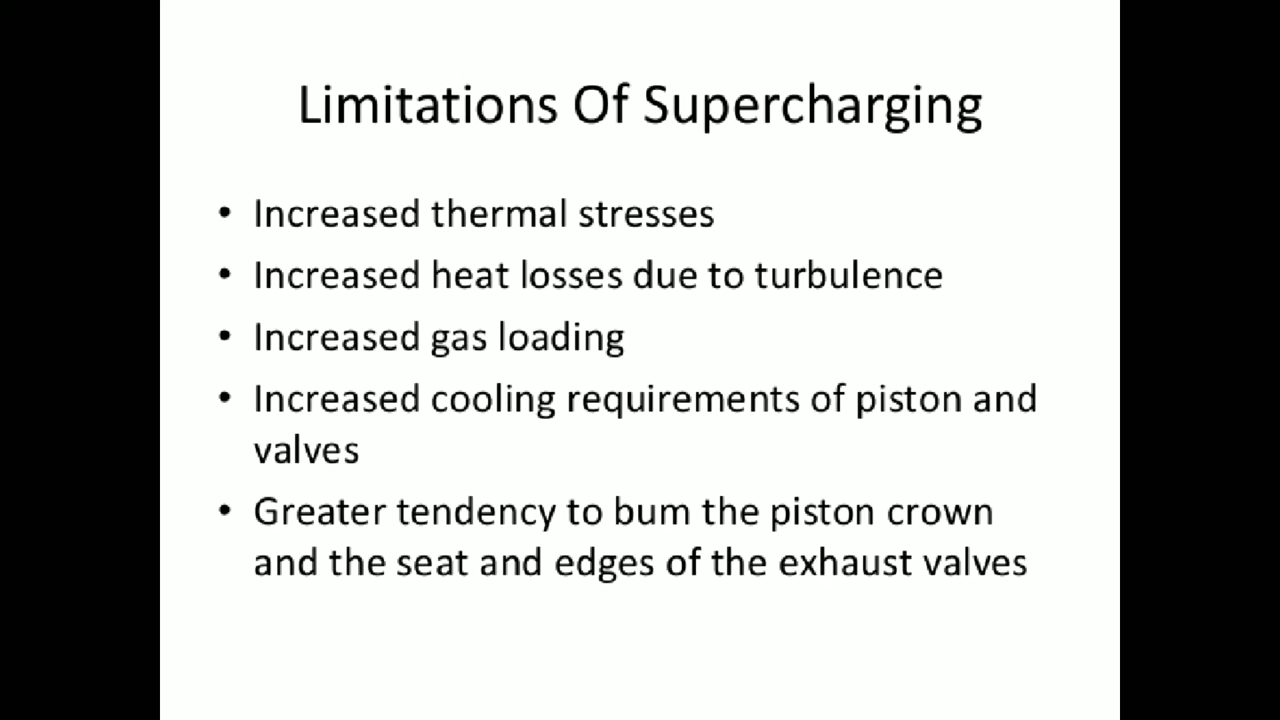 Limitations Of Supercharging
• Increased thermal stresses
• Increased heat losses due to turbulence
• Increased gas loading
• Increased cooling requirements of piston and
valves
• Greater tendency to bum the piston crown
and the seat and edges of the exhaust valves